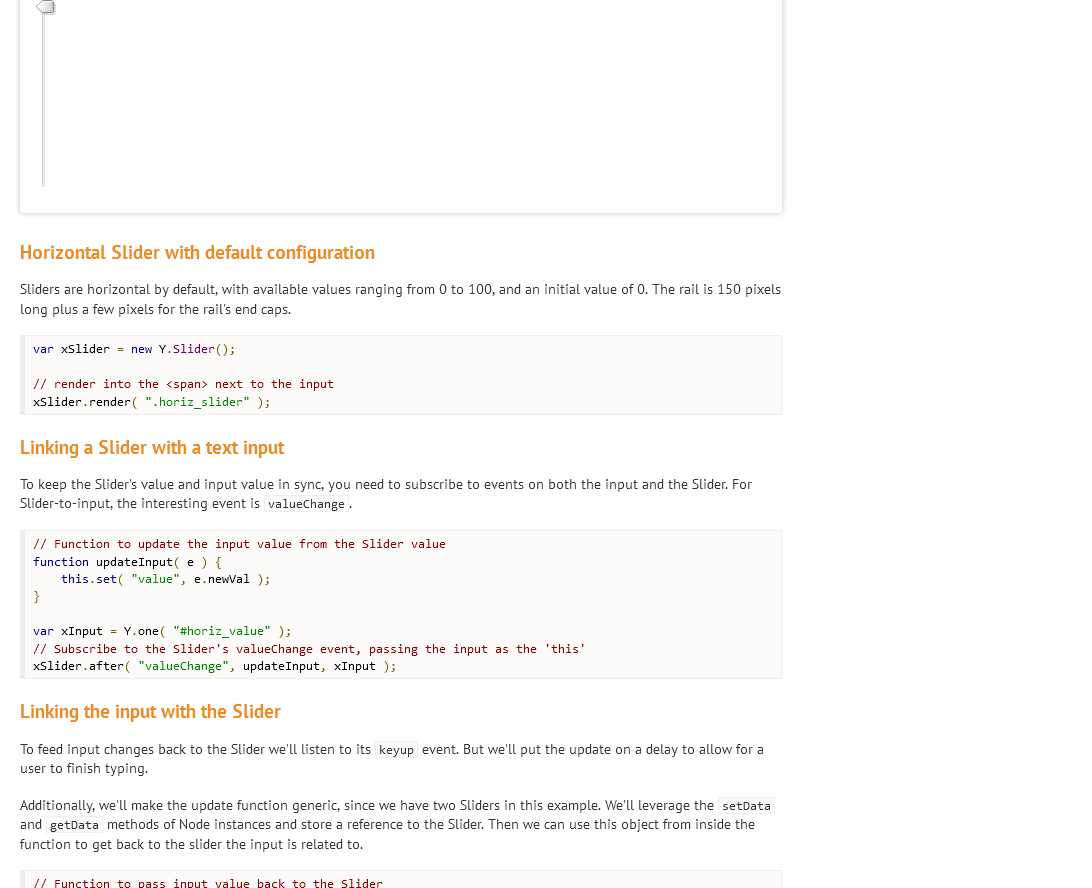 Horizontal Slider with default configuration
Sliders are horizontal by default, with available values ranging from 0 to 100, and an initial value of 0. The rail is 150 pixels
long plus a few pixels for the rail's end caps.
var xSlider = new Y.Slider();
// render into the <span> next to the input
xSlider.render( ".horiz_slider" );
Linking a Slider with a text input
To keep the Slider's value and input value in sync, you need to subscribe to events on both the input and the Slider. For
Slider-to-input, the interesting event is valueChange.
// Function to update the input value from the Slider value
function updateInput( e ) {
    this.set( "value", e.newVal );
}
var xInput = Y.one( "#horiz_value" );
// Subscribe to the Slider's valueChange event, passing the input as the 'this'
xSlider.after( "valueChange", updateInput, xInput );
Linking the input with the Slider
To feed input changes back to the Slider we'll listen to its keyup event. But we'll put the update on a delay to allow for a
user to finish typing.
Additionally, we'll make the update function generic, since we have two Sliders in this example. We'll leverage the setData
and getData methods of Node instances and store a reference to the Slider. Then we can use this object from inside the
function to get back to the slider the input is related to.
// Function to pass input value back to the Slider